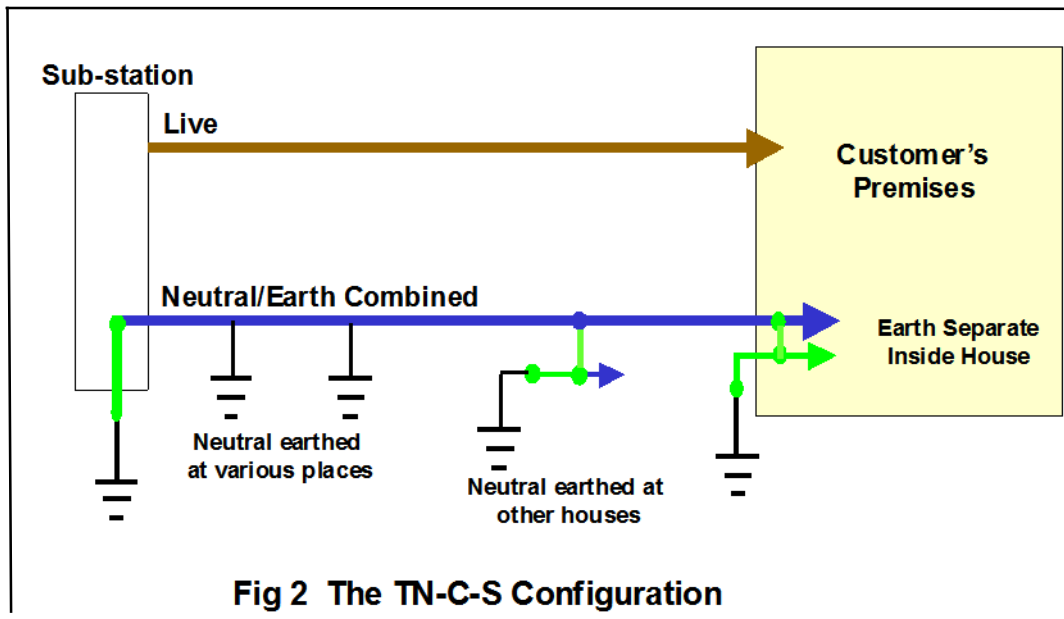 Sub-station
Live
Customer's
Premises
Neutral/Earth Combined
Earth Separate
Inside House
Neutral earthed
at various places
Neutral earthed at
other houses
Fig 2 The TN-C-S Configuration